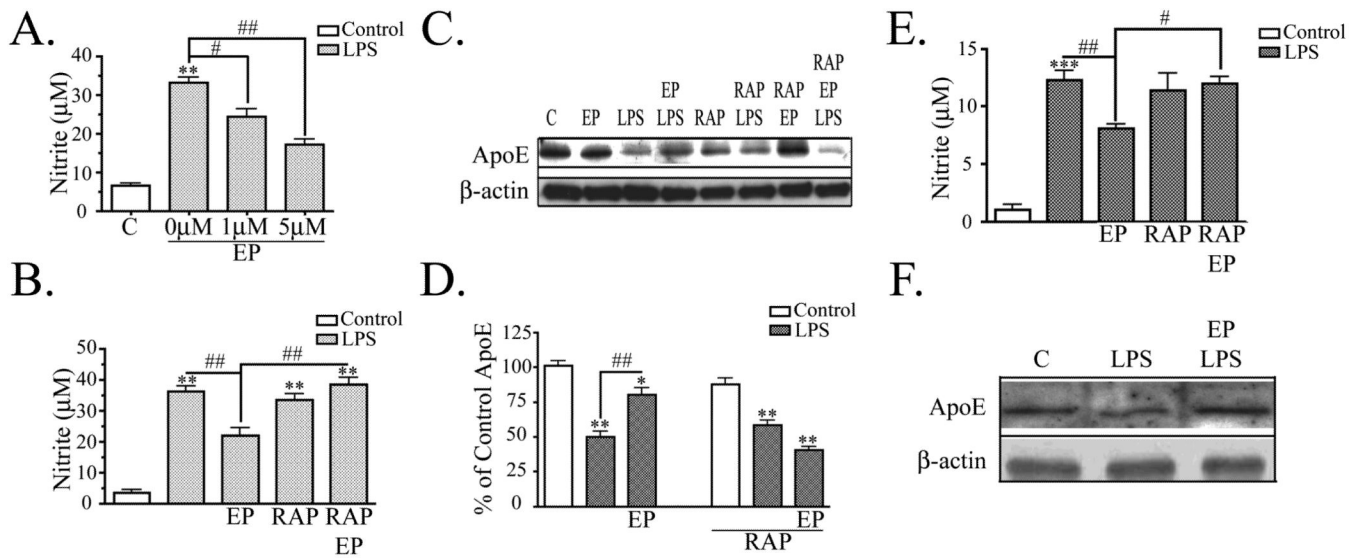 A.
Control
LPS
##
#
**
Nitrite (µM)
40
30
20
10
0
C
0µM
1µM
5µM
EP
B.
Control
LPS
##
##
**
**
**
Nitrite (µM)
50
40
30
20
10
0
EP
RAP
RAP
EP
C.
C
EP
LPS
EP
LPS
RAP
RAP
LPS
RAP
EP
RAP
EP
LPS
ApoE
β-actin
D.
Control
LPS
##
**
*
**
**
% of Control ApoE
125
100
75
50
25
0
EP
EP
RAP
E.
Control
LPS
#
##
***
Nitrite (µM)
15
10
5
0
EP
RAP
RAP
EP
F.
C
LPS
EP
LPS
ApoE
β-actin